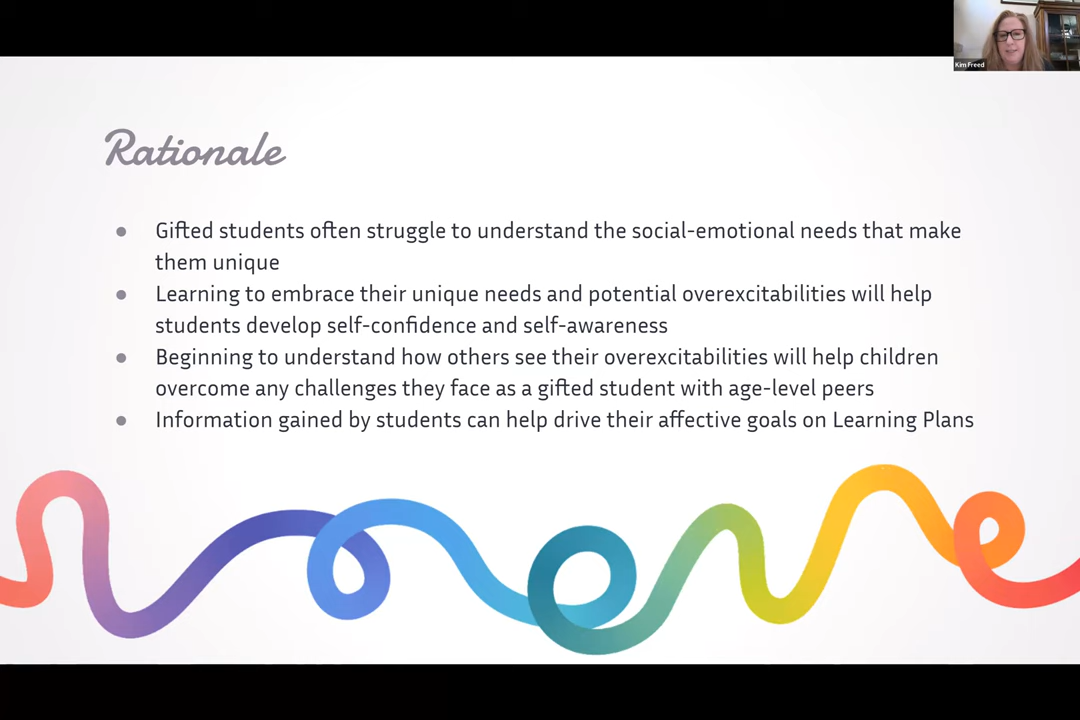 Kim Freed
Rationale
● Gifted students often struggle to understand the social-emotional needs that make
them unique
● Learning to embrace their unique needs and potential overexcitabilities will help
students develop self-confidence and self-awareness
● Beginning to understand how others see their overexcitabilities will help children
overcome any challenges they face as a gifted student with age-level peers
● Information gained by students can help drive their affective goals on Learning Plans